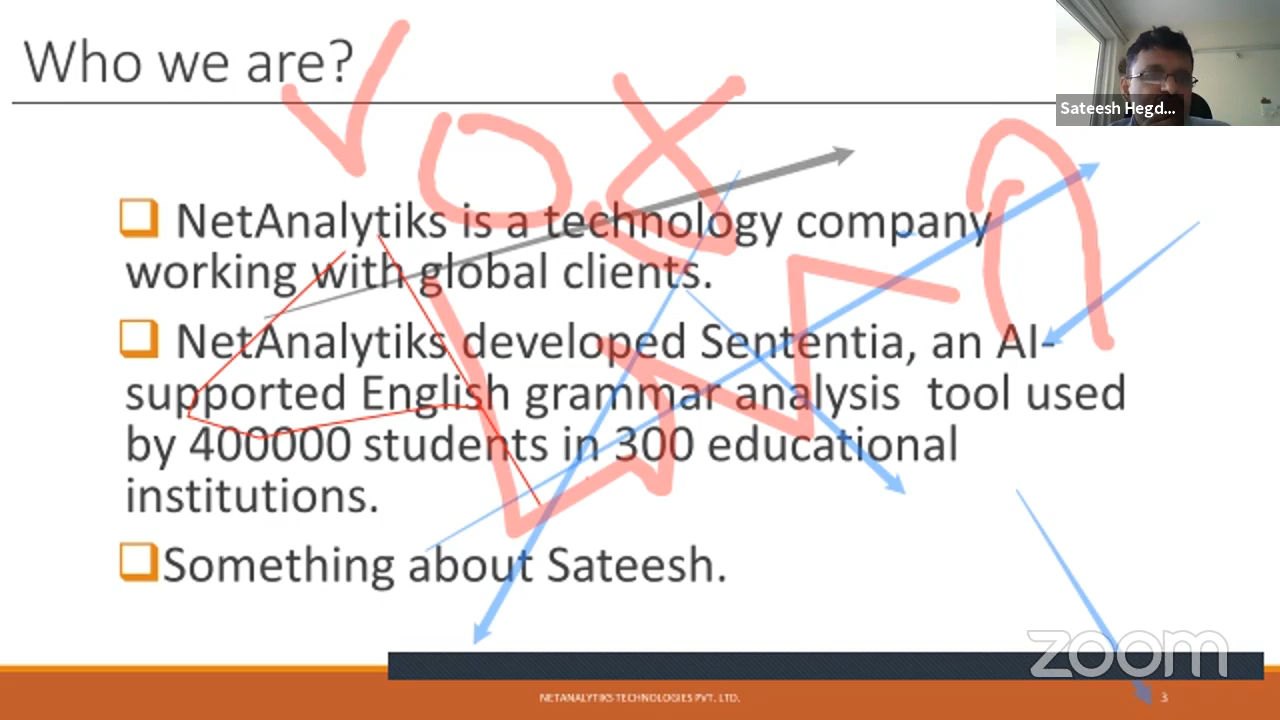 Who we are?
Sateesh Hegd...
❑ NetAnalytiks is a technology company
working with global clients.
❑ NetAnalytiks developed Sententia, an AI-
supported English grammar analysis tool used
by 400000 students in 300 educational
institutions.
❑Something about Sateesh.
zoom
NETANALYTIKS TECHNOLOGIES PVT. LTD.
3